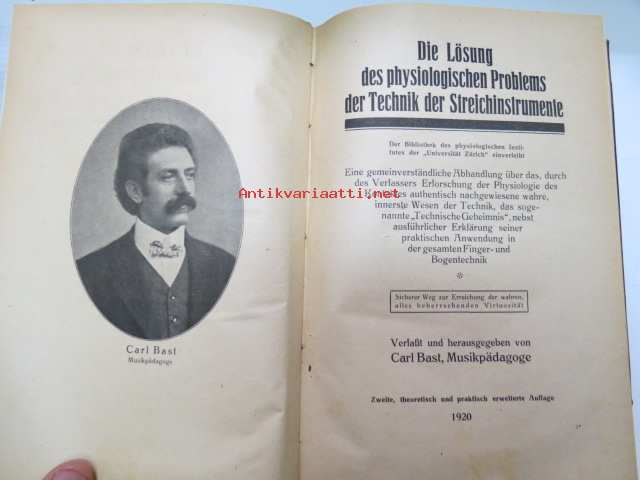 Carl Bast
Musikpädagoge
Die Lösung
des physiologischen Problems
der Technik der Streichinstrumente
Der Bibliothek des physiologischen Insti-
tutes der „Universität Zürich“ einverleibt
Eine gemeinverständliche Abhandlung über das, durch
des Verfassers Erforschung der Physiologie des
authentisch nachgewiesene wahre,
innerste Wesen der Technik, das soge-
nannte „Technische Geheimnis“, nebst
ausführlicher Erklärung seiner
praktischen Anwendung in
der gesamten Finger- und
Bogentechnik
*
Sicherer Weg zur Erreichung der wahren,
alles beherrschenden Virtuosität
Verfaßt und herausgegeben von
Carl Bast, Musikpädagoge
Zweite, theoretisch und praktisch erweiterte Auflage
1920
Antikvariaatti.net